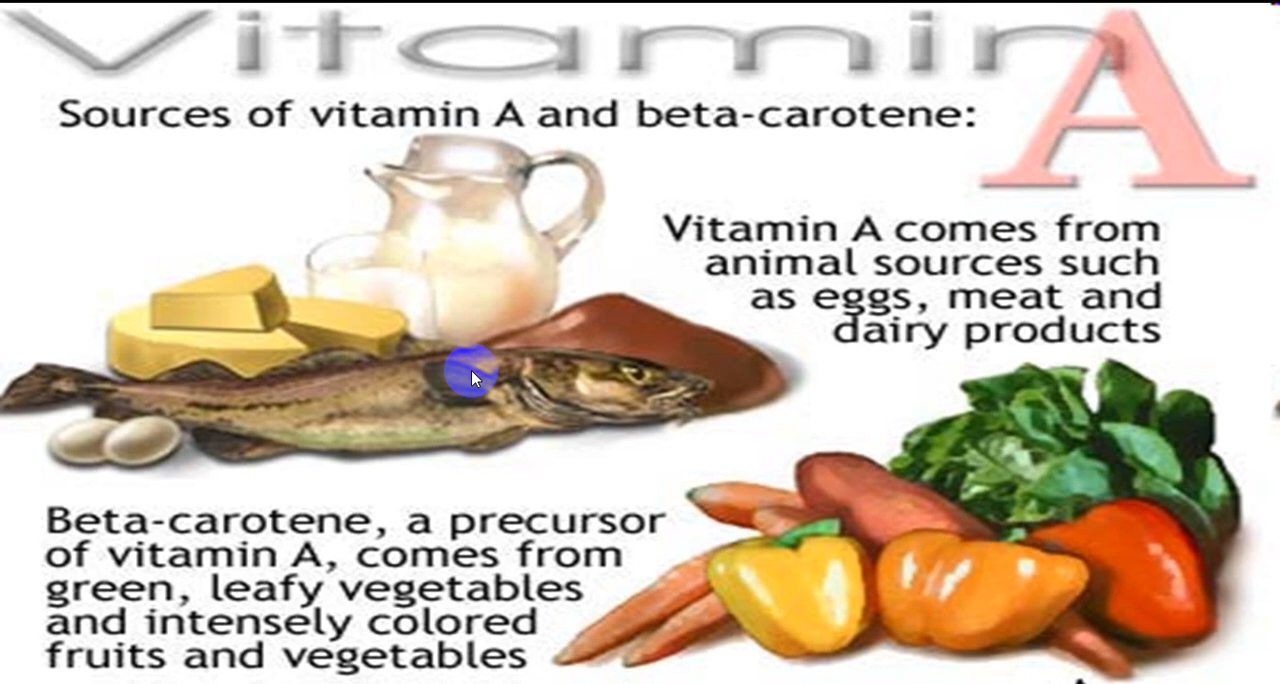 Vitamin A
Sources of vitamin A and beta-carotene:
Vitamin A comes from
animal sources such
as eggs, meat and
dairy products
Beta-carotene, a precursor
of vitamin A, comes from
green, leafy vegetables
and intensely colored
fruits and vegetables